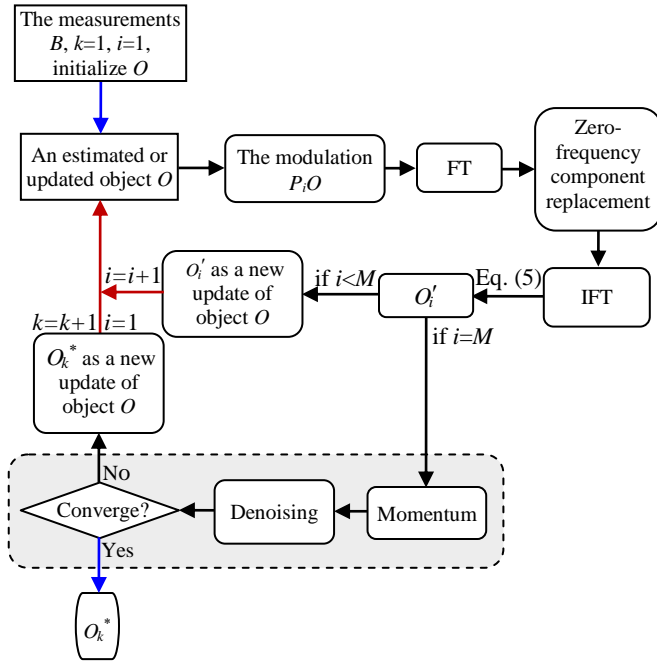 The measurements
B, k=1, i=1,
initialize O
An estimated or
updated object O
The modulation
PᵢO
FT
Zero-
frequency
component
replacement
IFT
Eq. (5)
Oᵢ′
if i<M
Oᵢ′ as a new
update of
object O
i=i+1
k=k+1
i=1
if i=M
Oₖ* as a new
update of
object O
No
Converge?
Denoising
Momentum
Yes
Oₖ*